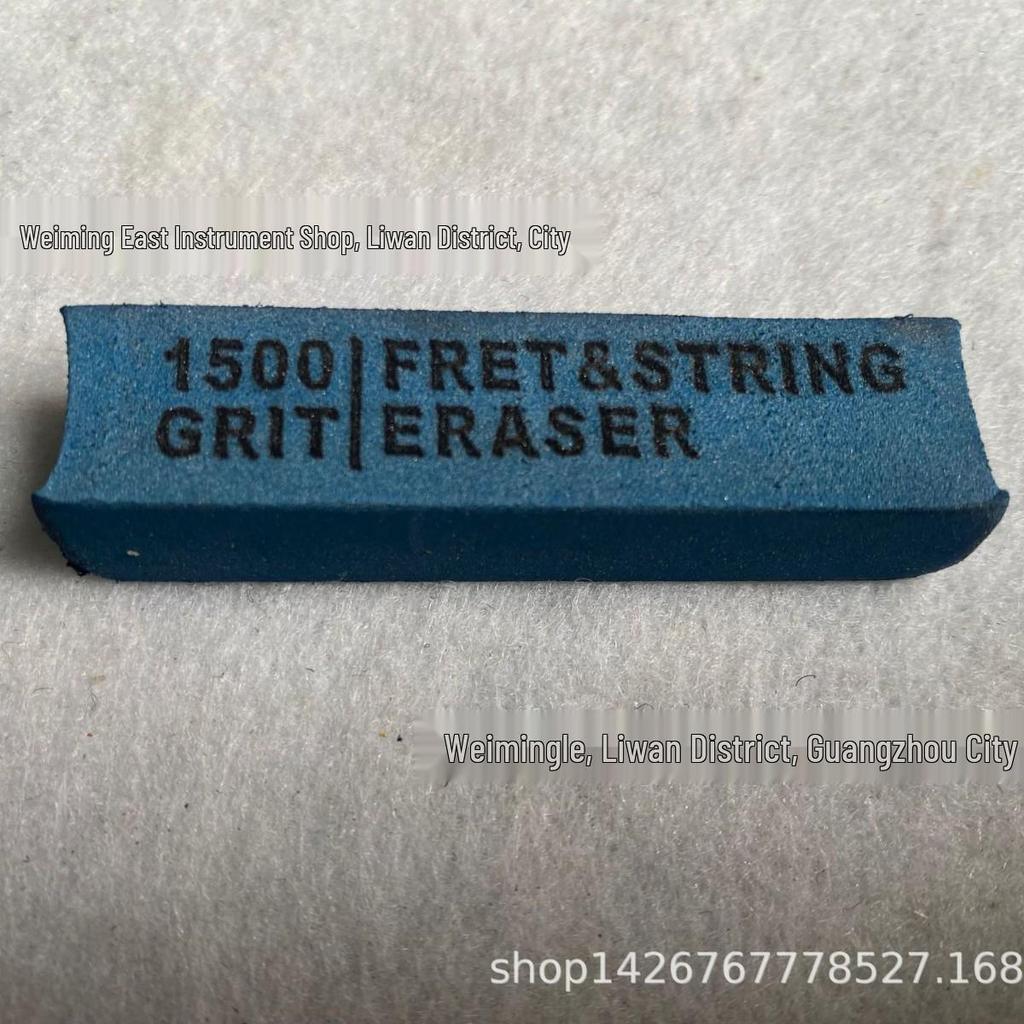 Weiming East Instrument Shop, Liwan District, City
1500 | FRET&STRING
GRIT | ERASER
Weimingle, Liwan District, Guangzhou City
shop1426767778527.168